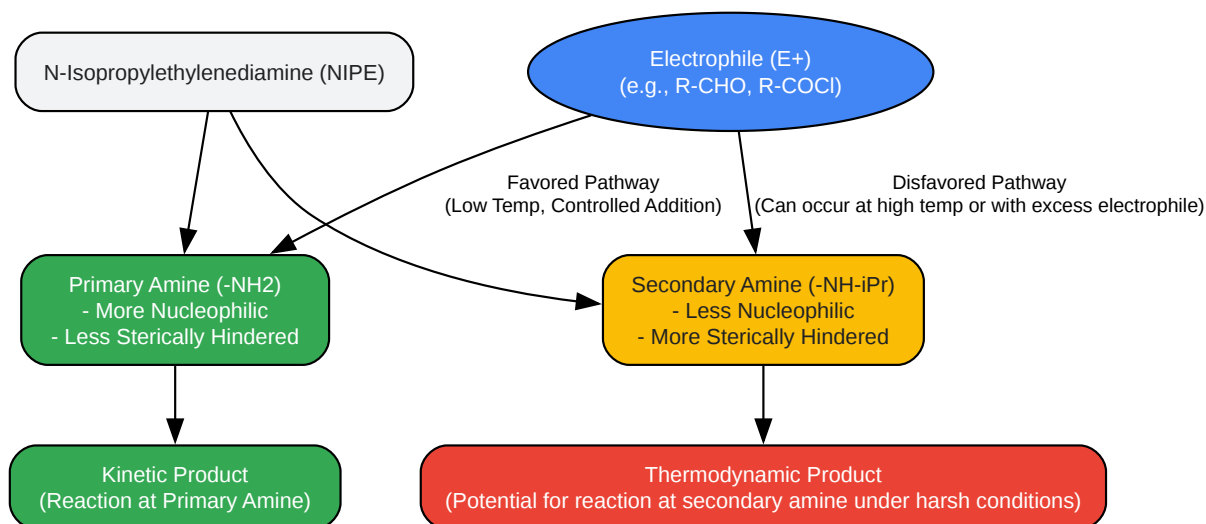 N-Isopropylethylenediamine (NIPE)
Electrophile (E+)
(e.g., R-CHO, R-COCl)
Favored Pathway
(Low Temp, Controlled Addition)
Disfavored Pathway
(Can occur at high temp or with excess electrophile)
Primary Amine (-NH2)
- More Nucleophilic
- Less Sterically Hindered
Secondary Amine (-NH-iPr)
- Less Nucleophilic
- More Sterically Hindered
Kinetic Product
(Reaction at Primary Amine)
Thermodynamic Product
(Potential for reaction at secondary amine under harsh conditions)